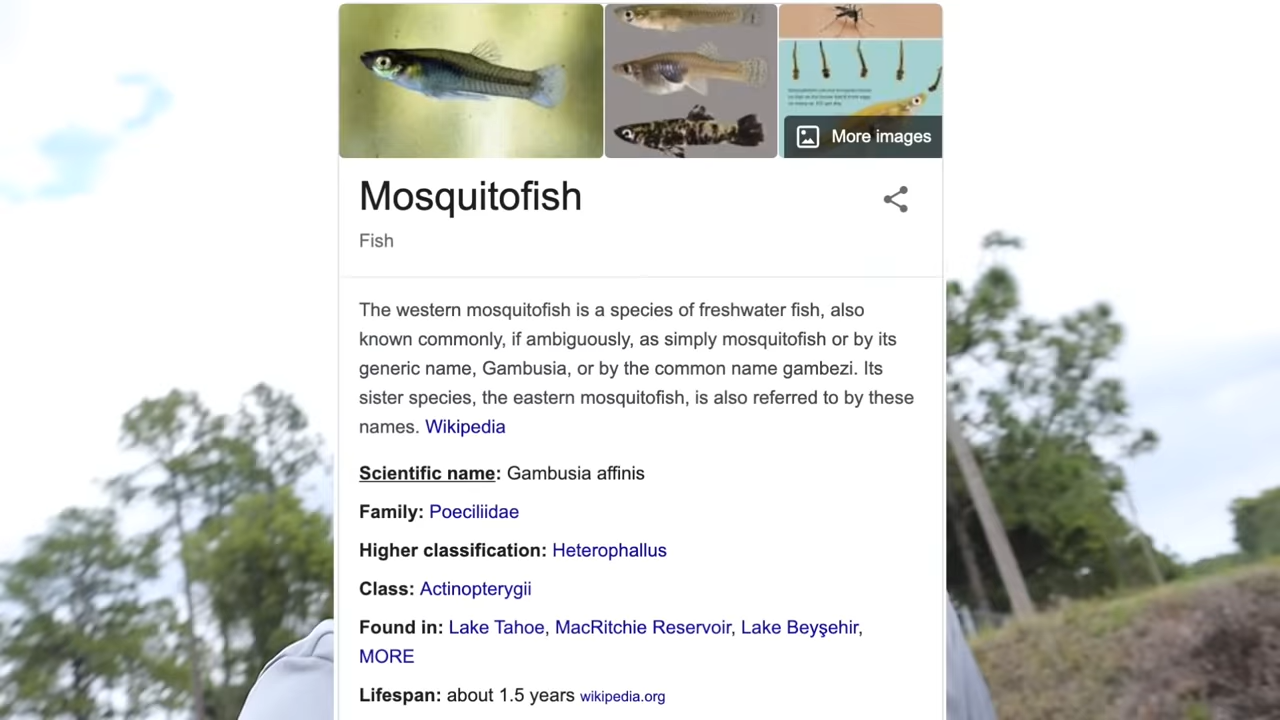 More images
Mosquitofish
Fish
The western mosquitofish is a species of freshwater fish, also
known commonly, if ambiguously, as simply mosquitofish or by its
generic name, Gambusia, or by the common name gambezi. Its
sister species, the eastern mosquitofish, is also referred to by these
names. Wikipedia
Scientific name: Gambusia affinis
Family: Poeciliidae
Higher classification: Heterophallus
Class: Actinopterygii
Found in: Lake Tahoe, MacRitchie Reservoir, Lake Beyşehir,
MORE
Lifespan: about 1.5 years wikipedia.org